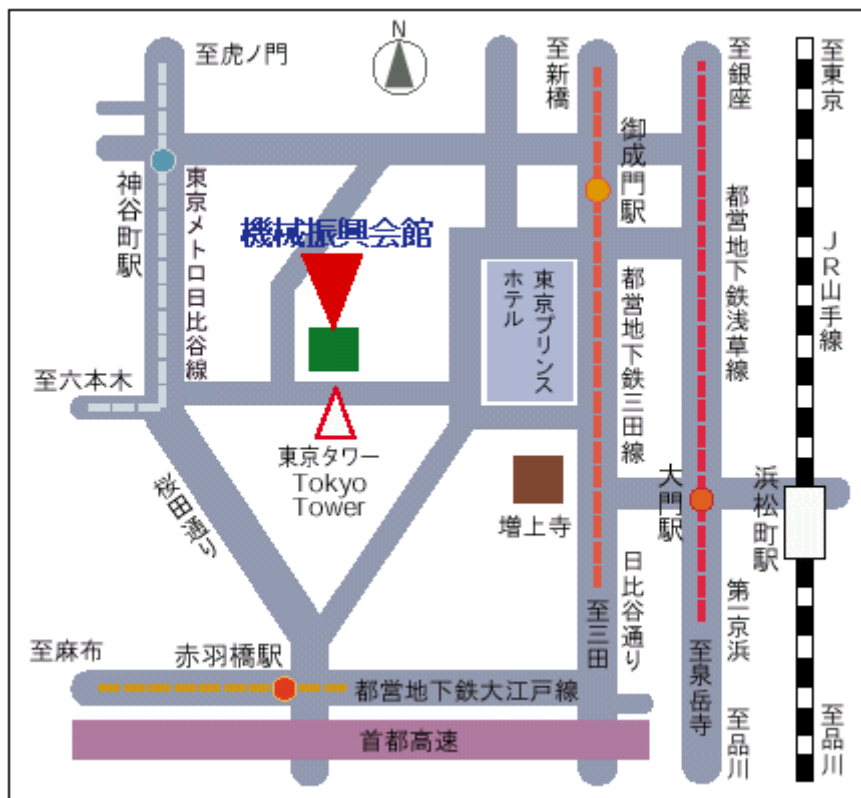 N
至虎ノ門
至新橋
至銀座
至東京
御成門駅
神谷町駅
東京メトロ日比谷線
機械振興会館
東京プリンス
ホテル
都営地下鉄三田線
都営地下鉄浅草線
JR山手線
至六本木
東京タワー
Tokyo
Tower
桜田通り
増上寺
大門駅
浜松町駅
日比谷通り
第一京浜
至三田
至泉岳寺
至品川
至品川
至麻布
赤羽橋駅
都営地下鉄大江戸線
首都高速